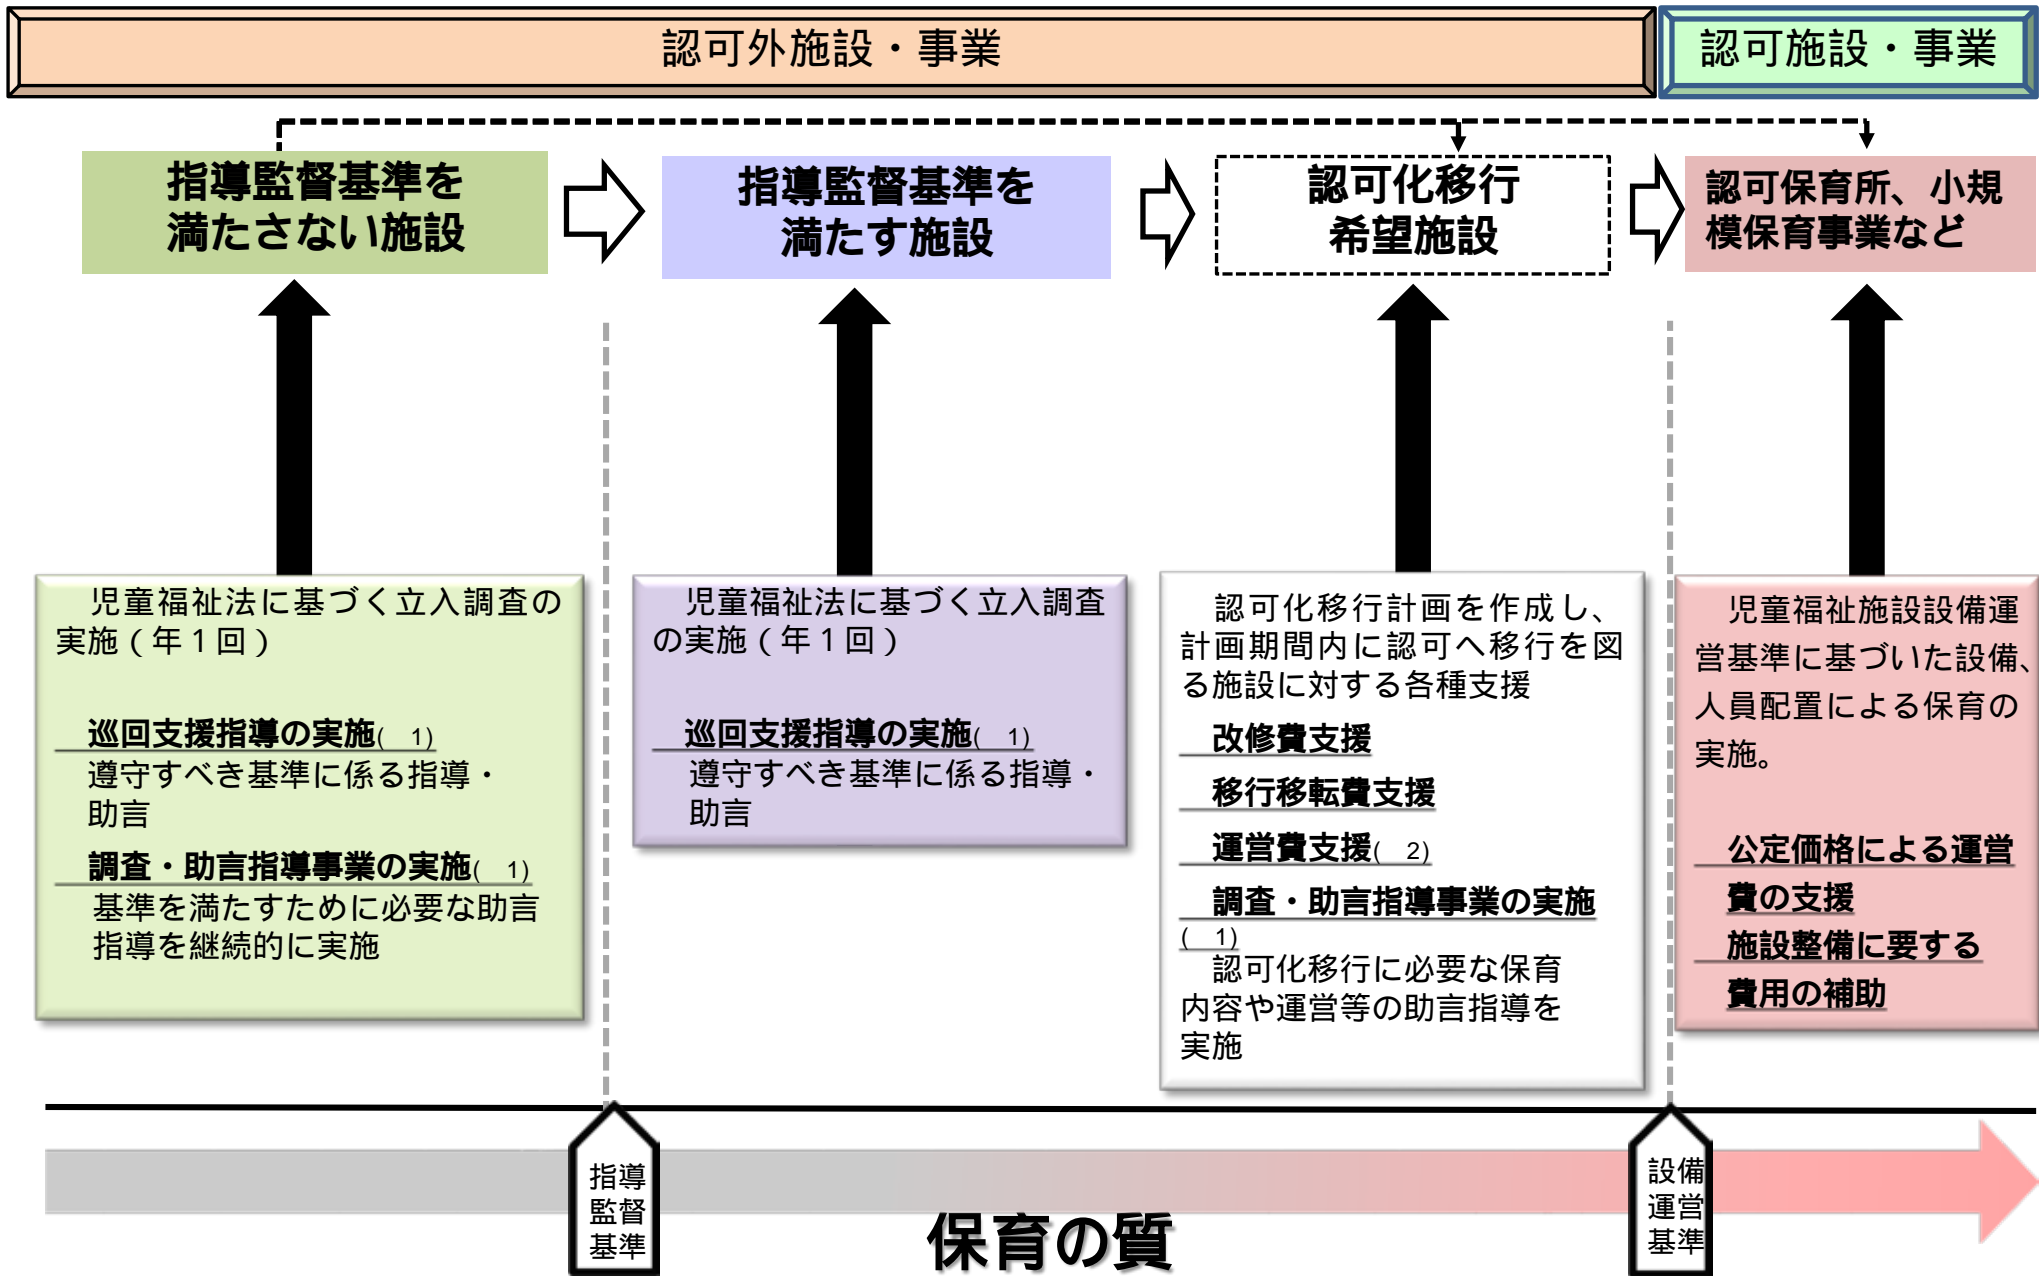 認可外施設・事業
認可施設・事業
指導監督基準を
満たさない施設
指導監督基準を
満たす施設
認可化移行
希望施設
認可保育所、小規
模保育事業など
児童福祉法に基づく立入調査の
実施(年1回)
巡回支援指導の実施( 1)
遵守すべき基準に係る指導・
助言
調査・助言指導事業の実施( 1)
基準を満たすために必要な助言
指導を継続的に実施
児童福祉法に基づく立入調査
の実施(年1回)
巡回支援指導の実施( 1)
遵守すべき基準に係る指導・
助言
認可化移行計画を作成し、
計画期間内に認可へ移行を図
る施設に対する各種支援
改修費支援
移行移転費支援
運営費支援( 2)
調査・助言指導事業の実施
( 1)
認可化移行に必要な保育
内容や運営等の助言指導を
実施
児童福祉施設設備運
営基準に基づいた設備、
人員配置による保育の
実施。
公定価格による運営
費の支援
施設整備に要する
費用の補助
指導
監督
基準
設備
運営
基準
保育の質